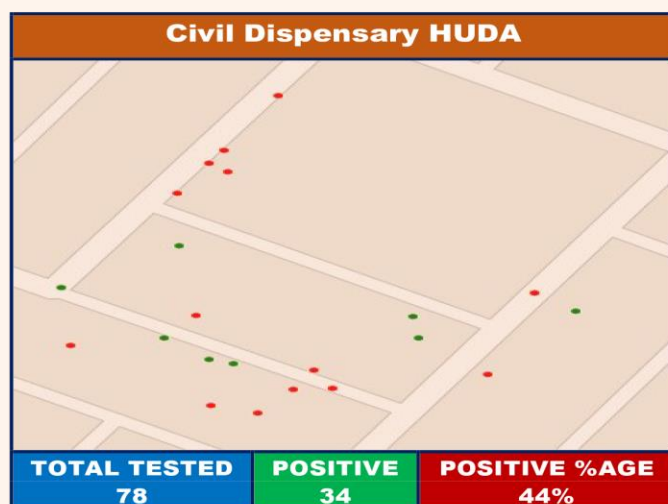 Civil Dispensary HUDA
TOTAL TESTED POSITIVE POSITIVE %AGE
78 34 44%